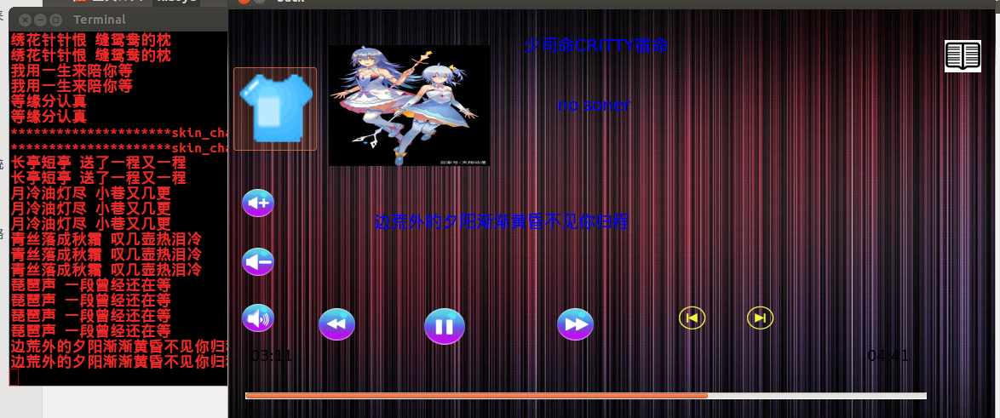 Terminal
绣花针针恨 缝鸳鸯的枕
绣花针针恨 缝鸳鸯的枕
我用一生来陪你等
我用一生来陪你等
等缘分认真
等缘分认真
*********************skin_cha
*********************skin_cha
长亭短亭 送了一程又一程
长亭短亭 送了一程又一程
月冷油灯尽 小巷又几更
月冷油灯尽 小巷又几更
月冷油灯尽 小巷又几更
青丝落成秋霜 叹几壶热泪冷
青丝落成秋霜 叹几壶热泪冷
青丝落成秋霜 叹几壶热泪冷
琵琶声 一段曾经还在等
琵琶声 一段曾经还在等
琵琶声 一段曾经还在等
琵琶声 一段曾经还在等
边荒外的夕阳渐渐黄昏不见你归
边荒外的夕阳渐渐黄昏不见你归
少司命CRITTY宿命
no soner
百家号/天翔动漫
边荒外的夕阳渐渐黄昏不见你归程
03:11
04:41